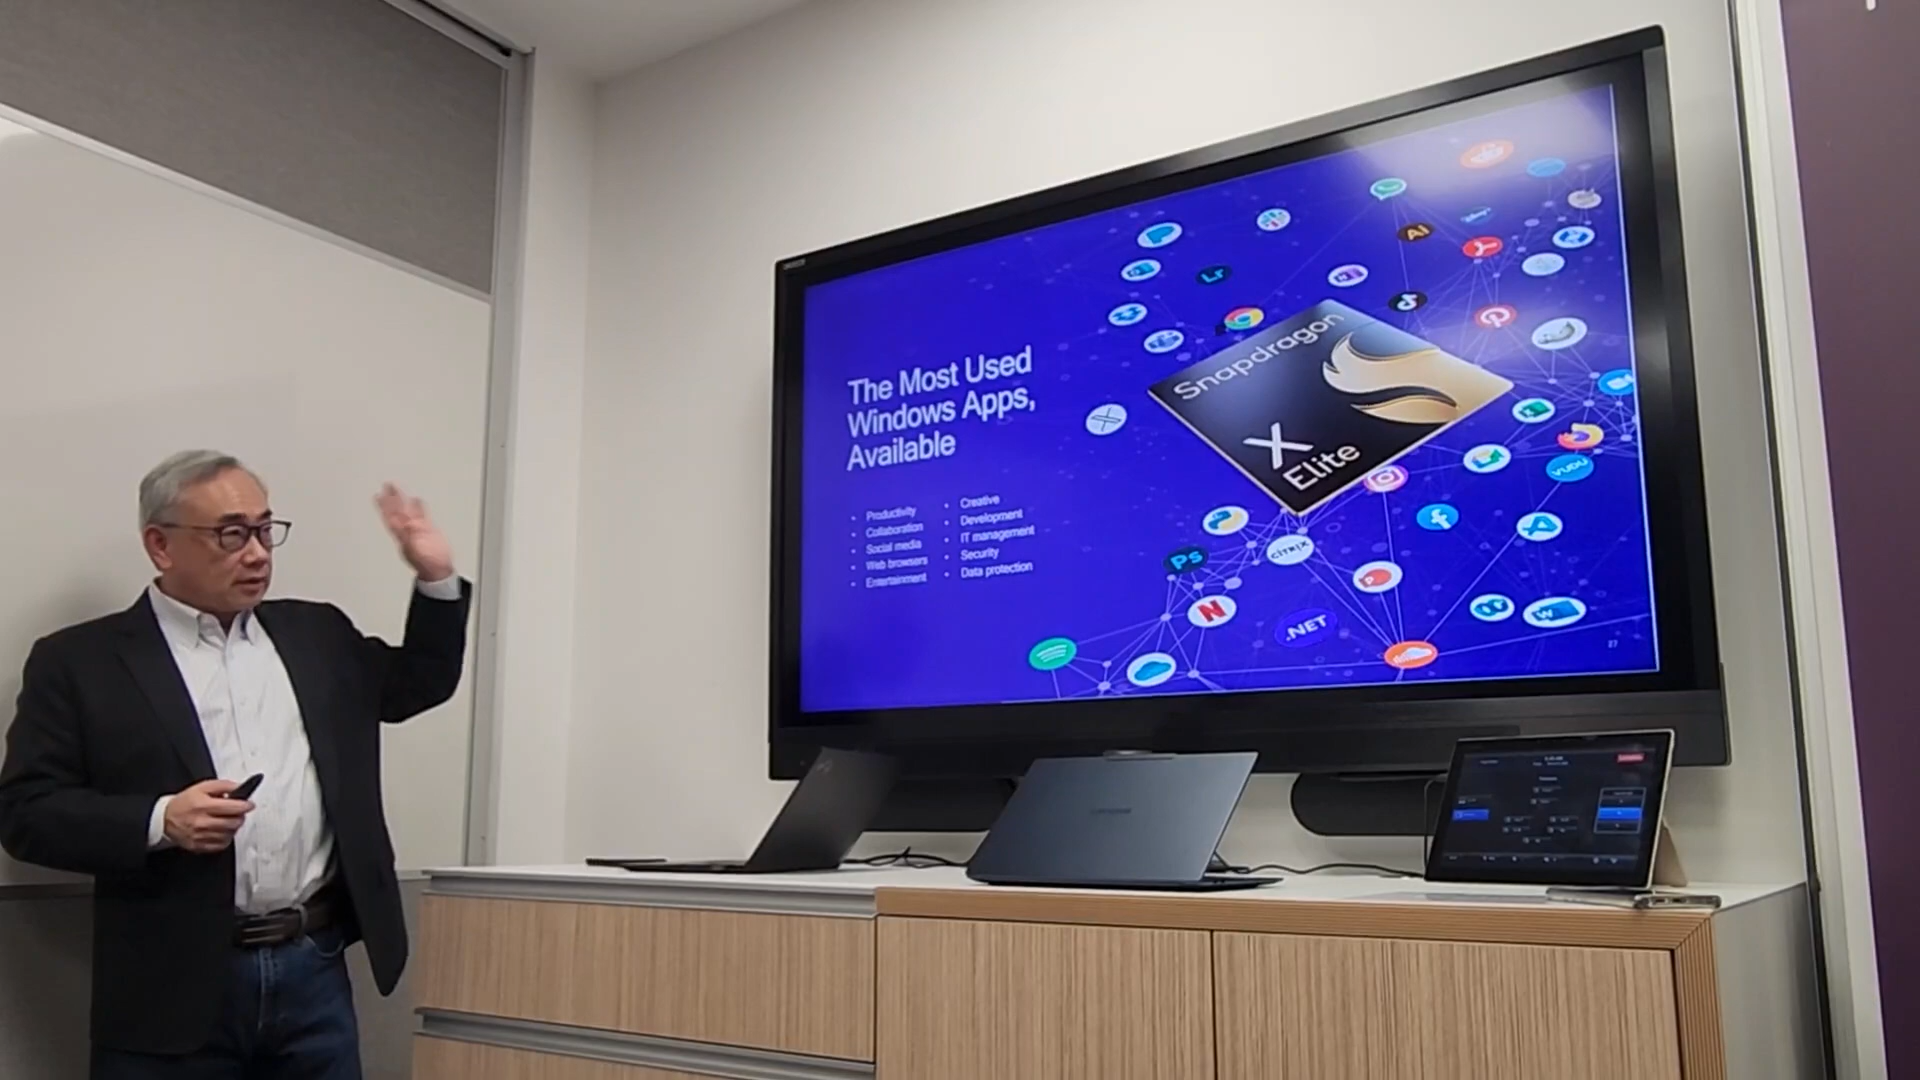 The Most Used
Windows Apps,
Available
• Productivity
• Collaboration
• Social media
• Web browsers
• Entertainment
• Creative
• Development
• IT management
• Security
• Data protection
Snapdragon
X
Elite
Lr
Ai
VUDU
Ps
CITRIX
N
.NET
W
27